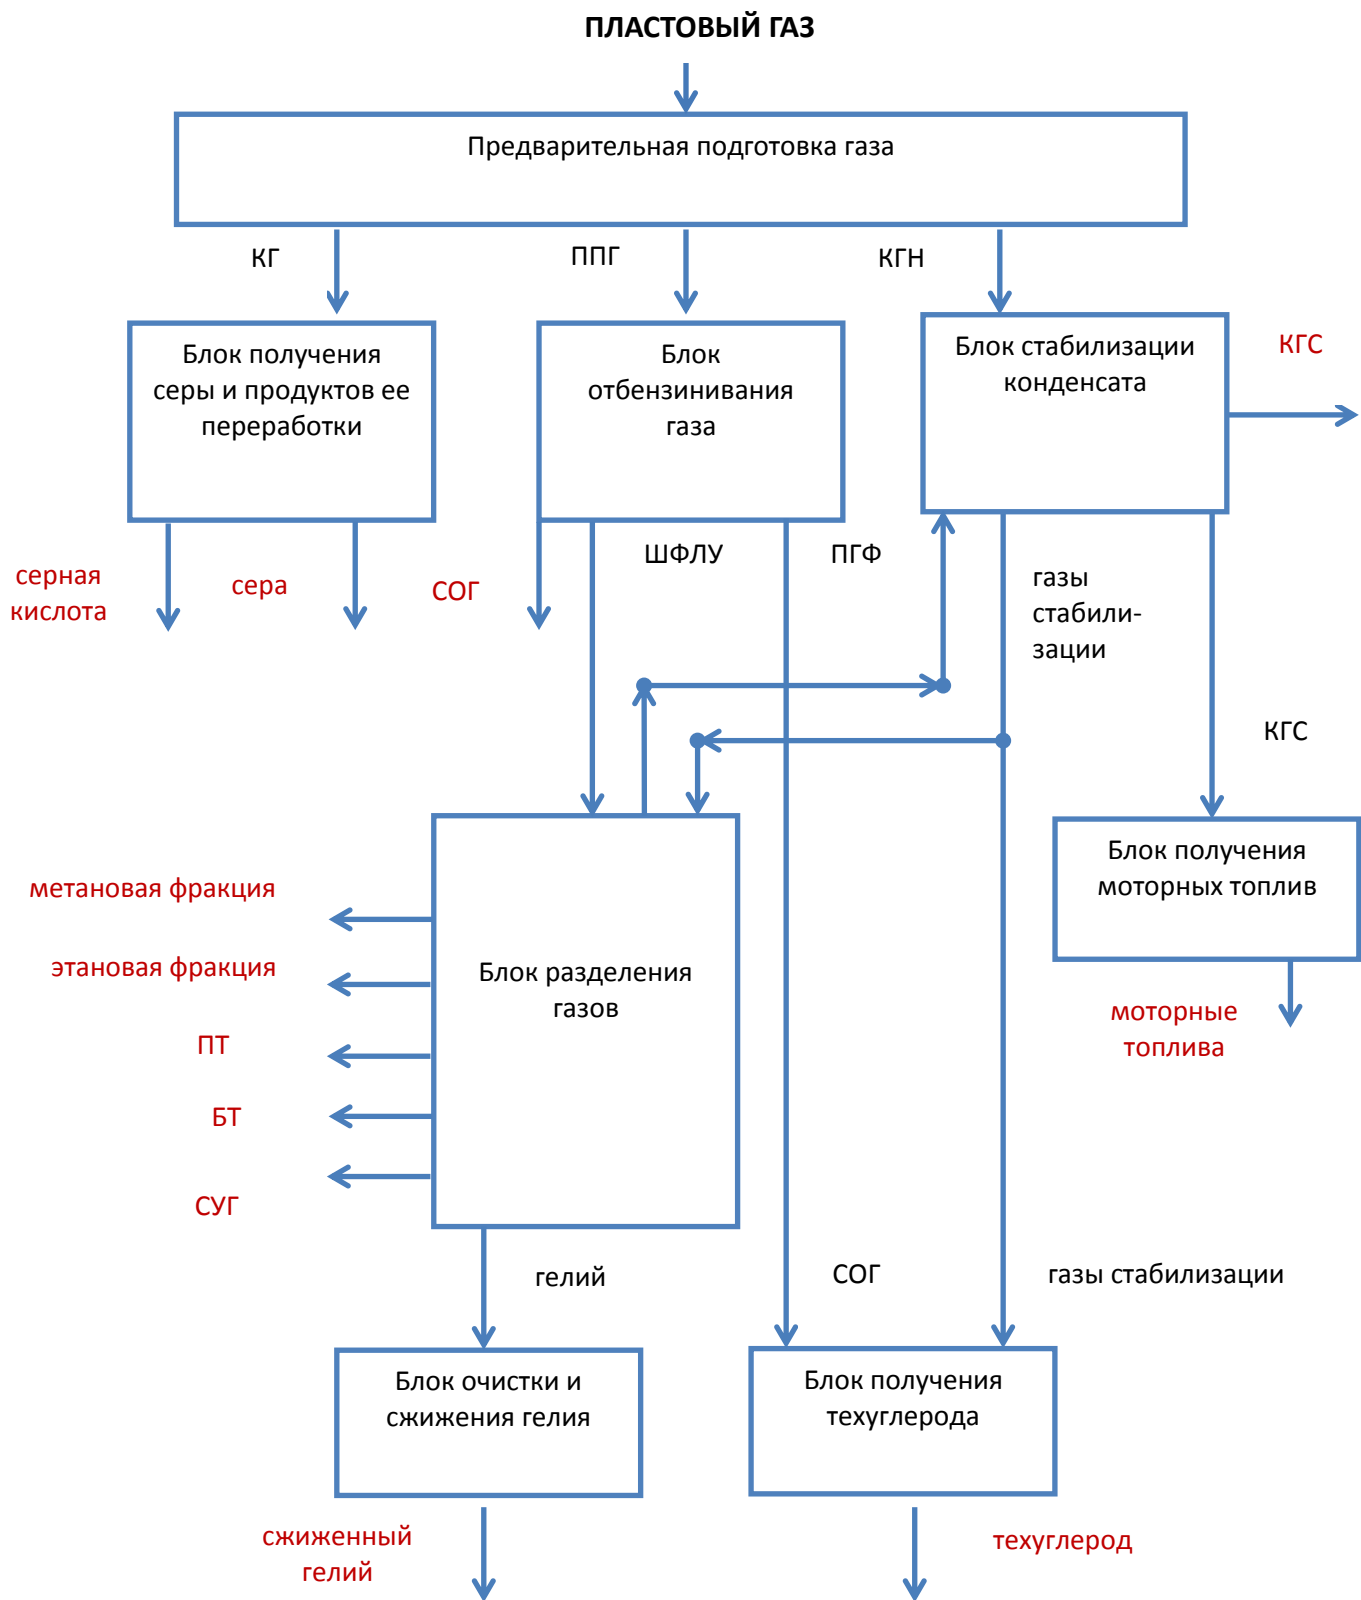 ПЛАСТОВЫЙ ГАЗ
Предварительная подготовка газа
КГ
ППГ
КГН
Блок получения
серы и продуктов ее
переработки
Блок
отбензинивания
газа
Блок стабилизации
конденсата
КГС
серная
кислота
сера
СОГ
ШФЛУ
ПГФ
газы
стабили-
зации
КГС
Блок получения
моторных топлив
метановая фракция
этановая фракция
ПТ
БТ
СУГ
Блок разделения
газов
моторные
топлива
гелий
СОГ
газы стабилизации
Блок очистки и
сжижения гелия
Блок получения
техуглерода
сжиженный
гелий
техуглерод